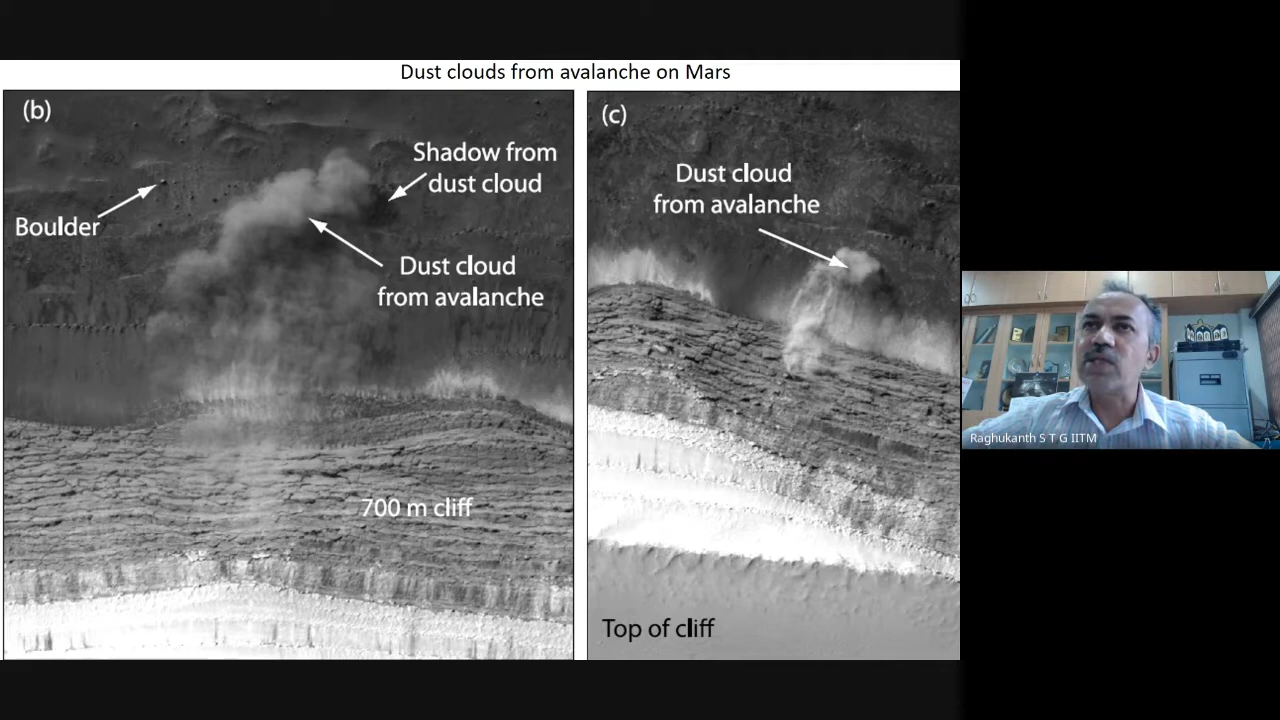 Dust clouds from avalanche on Mars
(b)
Shadow from
dust cloud
Boulder
Dust cloud
from avalanche
700 m cliff
(c)
Dust cloud
from avalanche
Top of cliff
Raghukanth S T G IITM